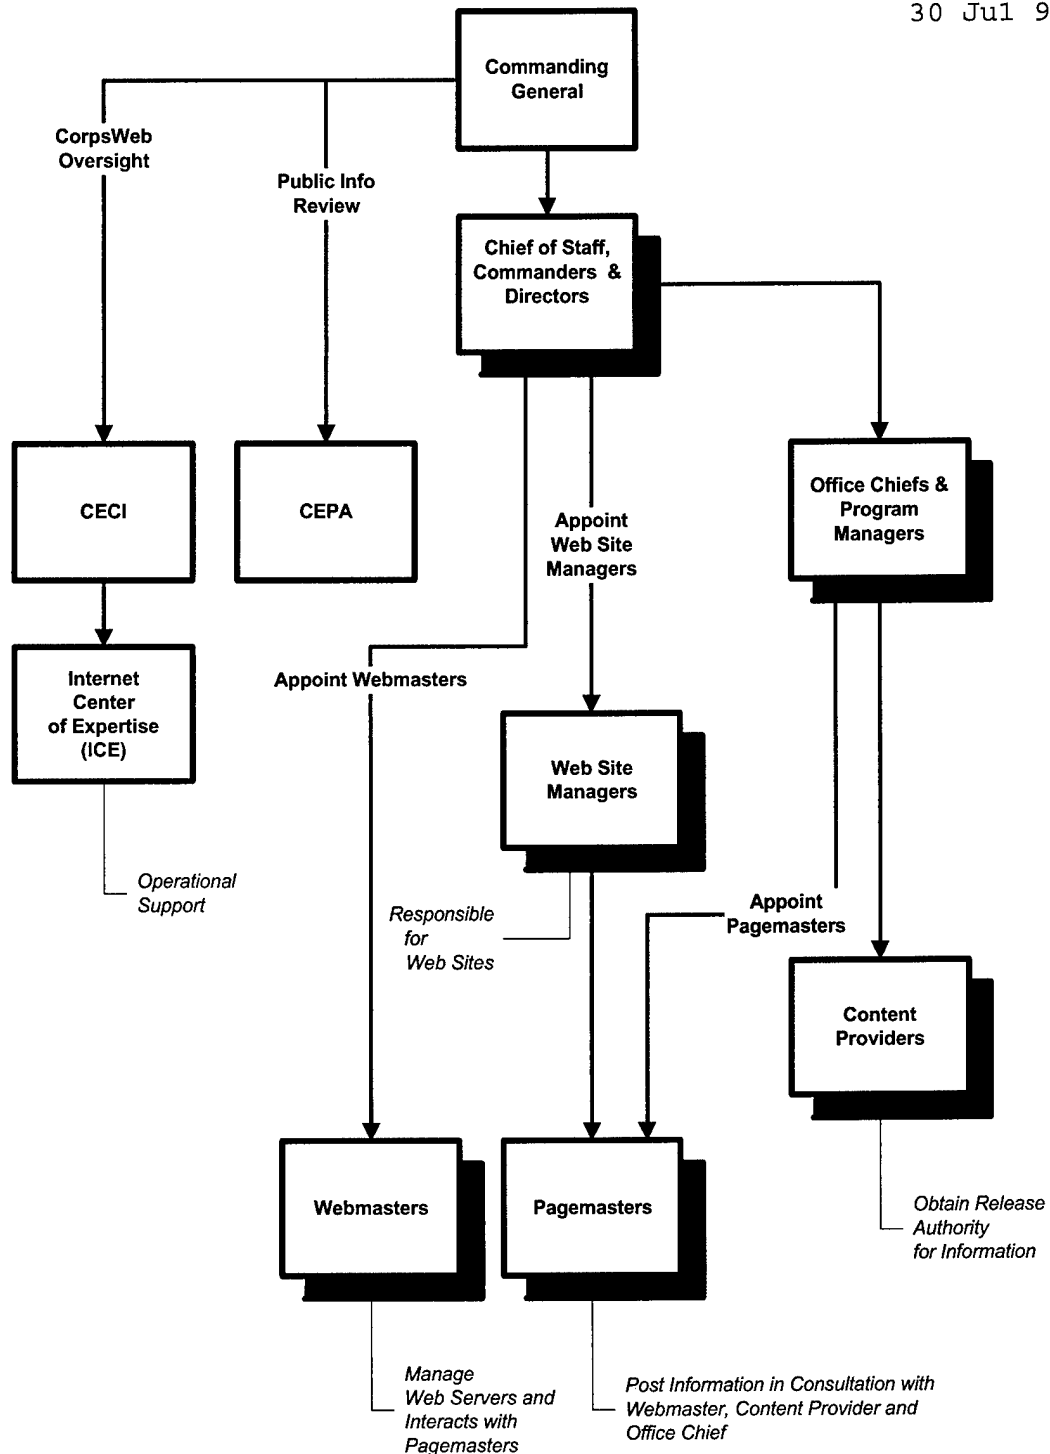 30 Jul 9
Commanding
General
CorpsWeb
Oversight
Public Info
Review
Chief of Staff,
Commanders &
Directors
CECI
CEPA
Appoint
Web Site
Managers
Office Chiefs &
Program
Managers
Internet
Center
of Expertise
(ICE)
Appoint Webmasters
Web Site
Managers
Operational
Support
Responsible
for
Web Sites
Appoint
Pagemasters
Content
Providers
Webmasters
Pagemasters
Obtain Release
Authority
for Information
Manage
Web Servers and
Interacts with
Pagemasters
Post Information in Consultation with
Webmaster, Content Provider and
Office Chief